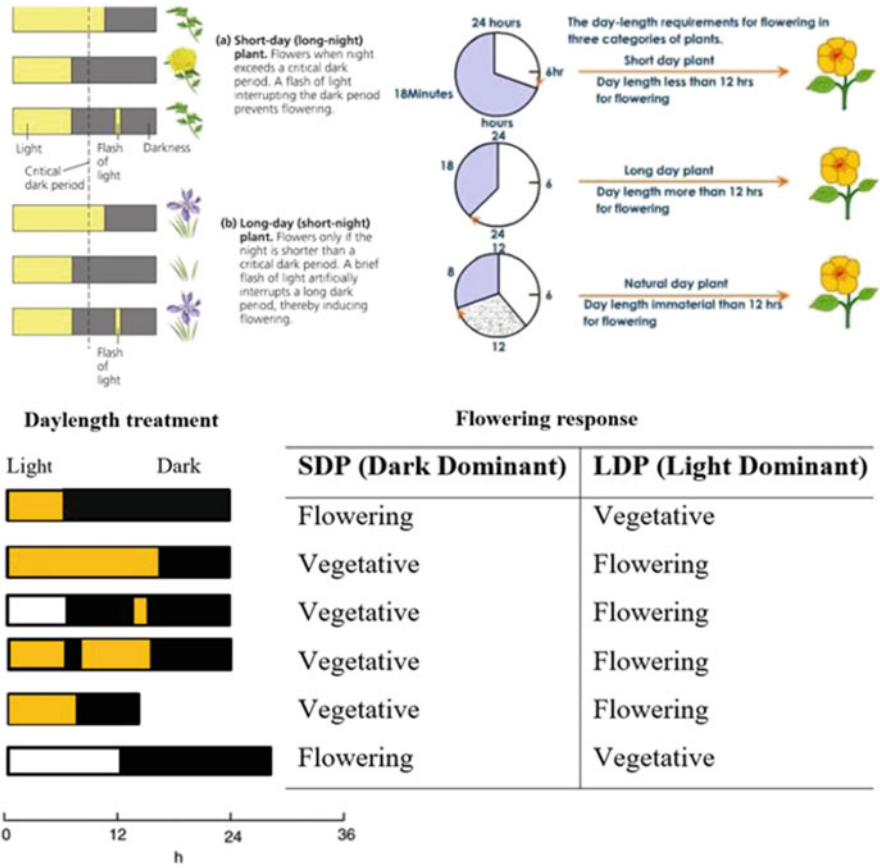 (a) Short-day (long-night)
plant. Flowers when night
exceeds a critical dark
period. A flash of light
interrupting the dark period
prevents flowering.
Light
Flash
of
light
Darkness
Critical
dark period
(b) Long-day (short-night)
plant. Flowers only if the
night is shorter than a
critical dark period. A brief
flash of light artificially
interrupts a long dark
period, thereby inducing
flowering.
Flash
of
light
24 hours
6hr
18Minutes
hours
The day-length requirements for flowering in
three categories of plants.
Short day plant
Day length less than 12 hrs
for flowering
24
18
6
24
Long day plant
Day length more than 12 hrs
for flowering
12
8
6
12
Natural day plant
Day length immaterial than 12 hrs
for flowering
Daylength treatment
Flowering response
Light
Dark
SDP (Dark Dominant)
LDP (Light Dominant)
Flowering
Vegetative
Vegetative
Flowering
Vegetative
Flowering
Vegetative
Flowering
Vegetative
Flowering
Flowering
Vegetative
0
12
24
36
h